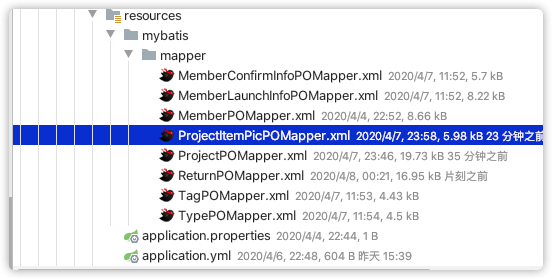 resources
mybatis
mapper
MemberConfirmInfoPOMapper.xml 2020/4/7, 11:52, 5.7 kB
MemberLaunchInfoPOMapper.xml 2020/4/7, 11:52, 8.22 kB
MemberPOMapper.xml 2020/4/4, 22:52, 8.66 kB
ProjectItemPicPOMapper.xml 2020/4/7, 23:58, 5.98 kB 23 分钟之前
ProjectPOMapper.xml 2020/4/7, 23:46, 19.73 kB 35 分钟之前
ReturnPOMapper.xml 2020/4/8, 00:21, 16.95 kB 片刻之前
TagPOMapper.xml 2020/4/7, 11:53, 4.43 kB
TypePOMapper.xml 2020/4/7, 11:54, 4.5 kB
application.properties 2020/4/4, 22:44, 1 B
application.yml 2020/4/6, 22:48, 604 B 昨天 15:39